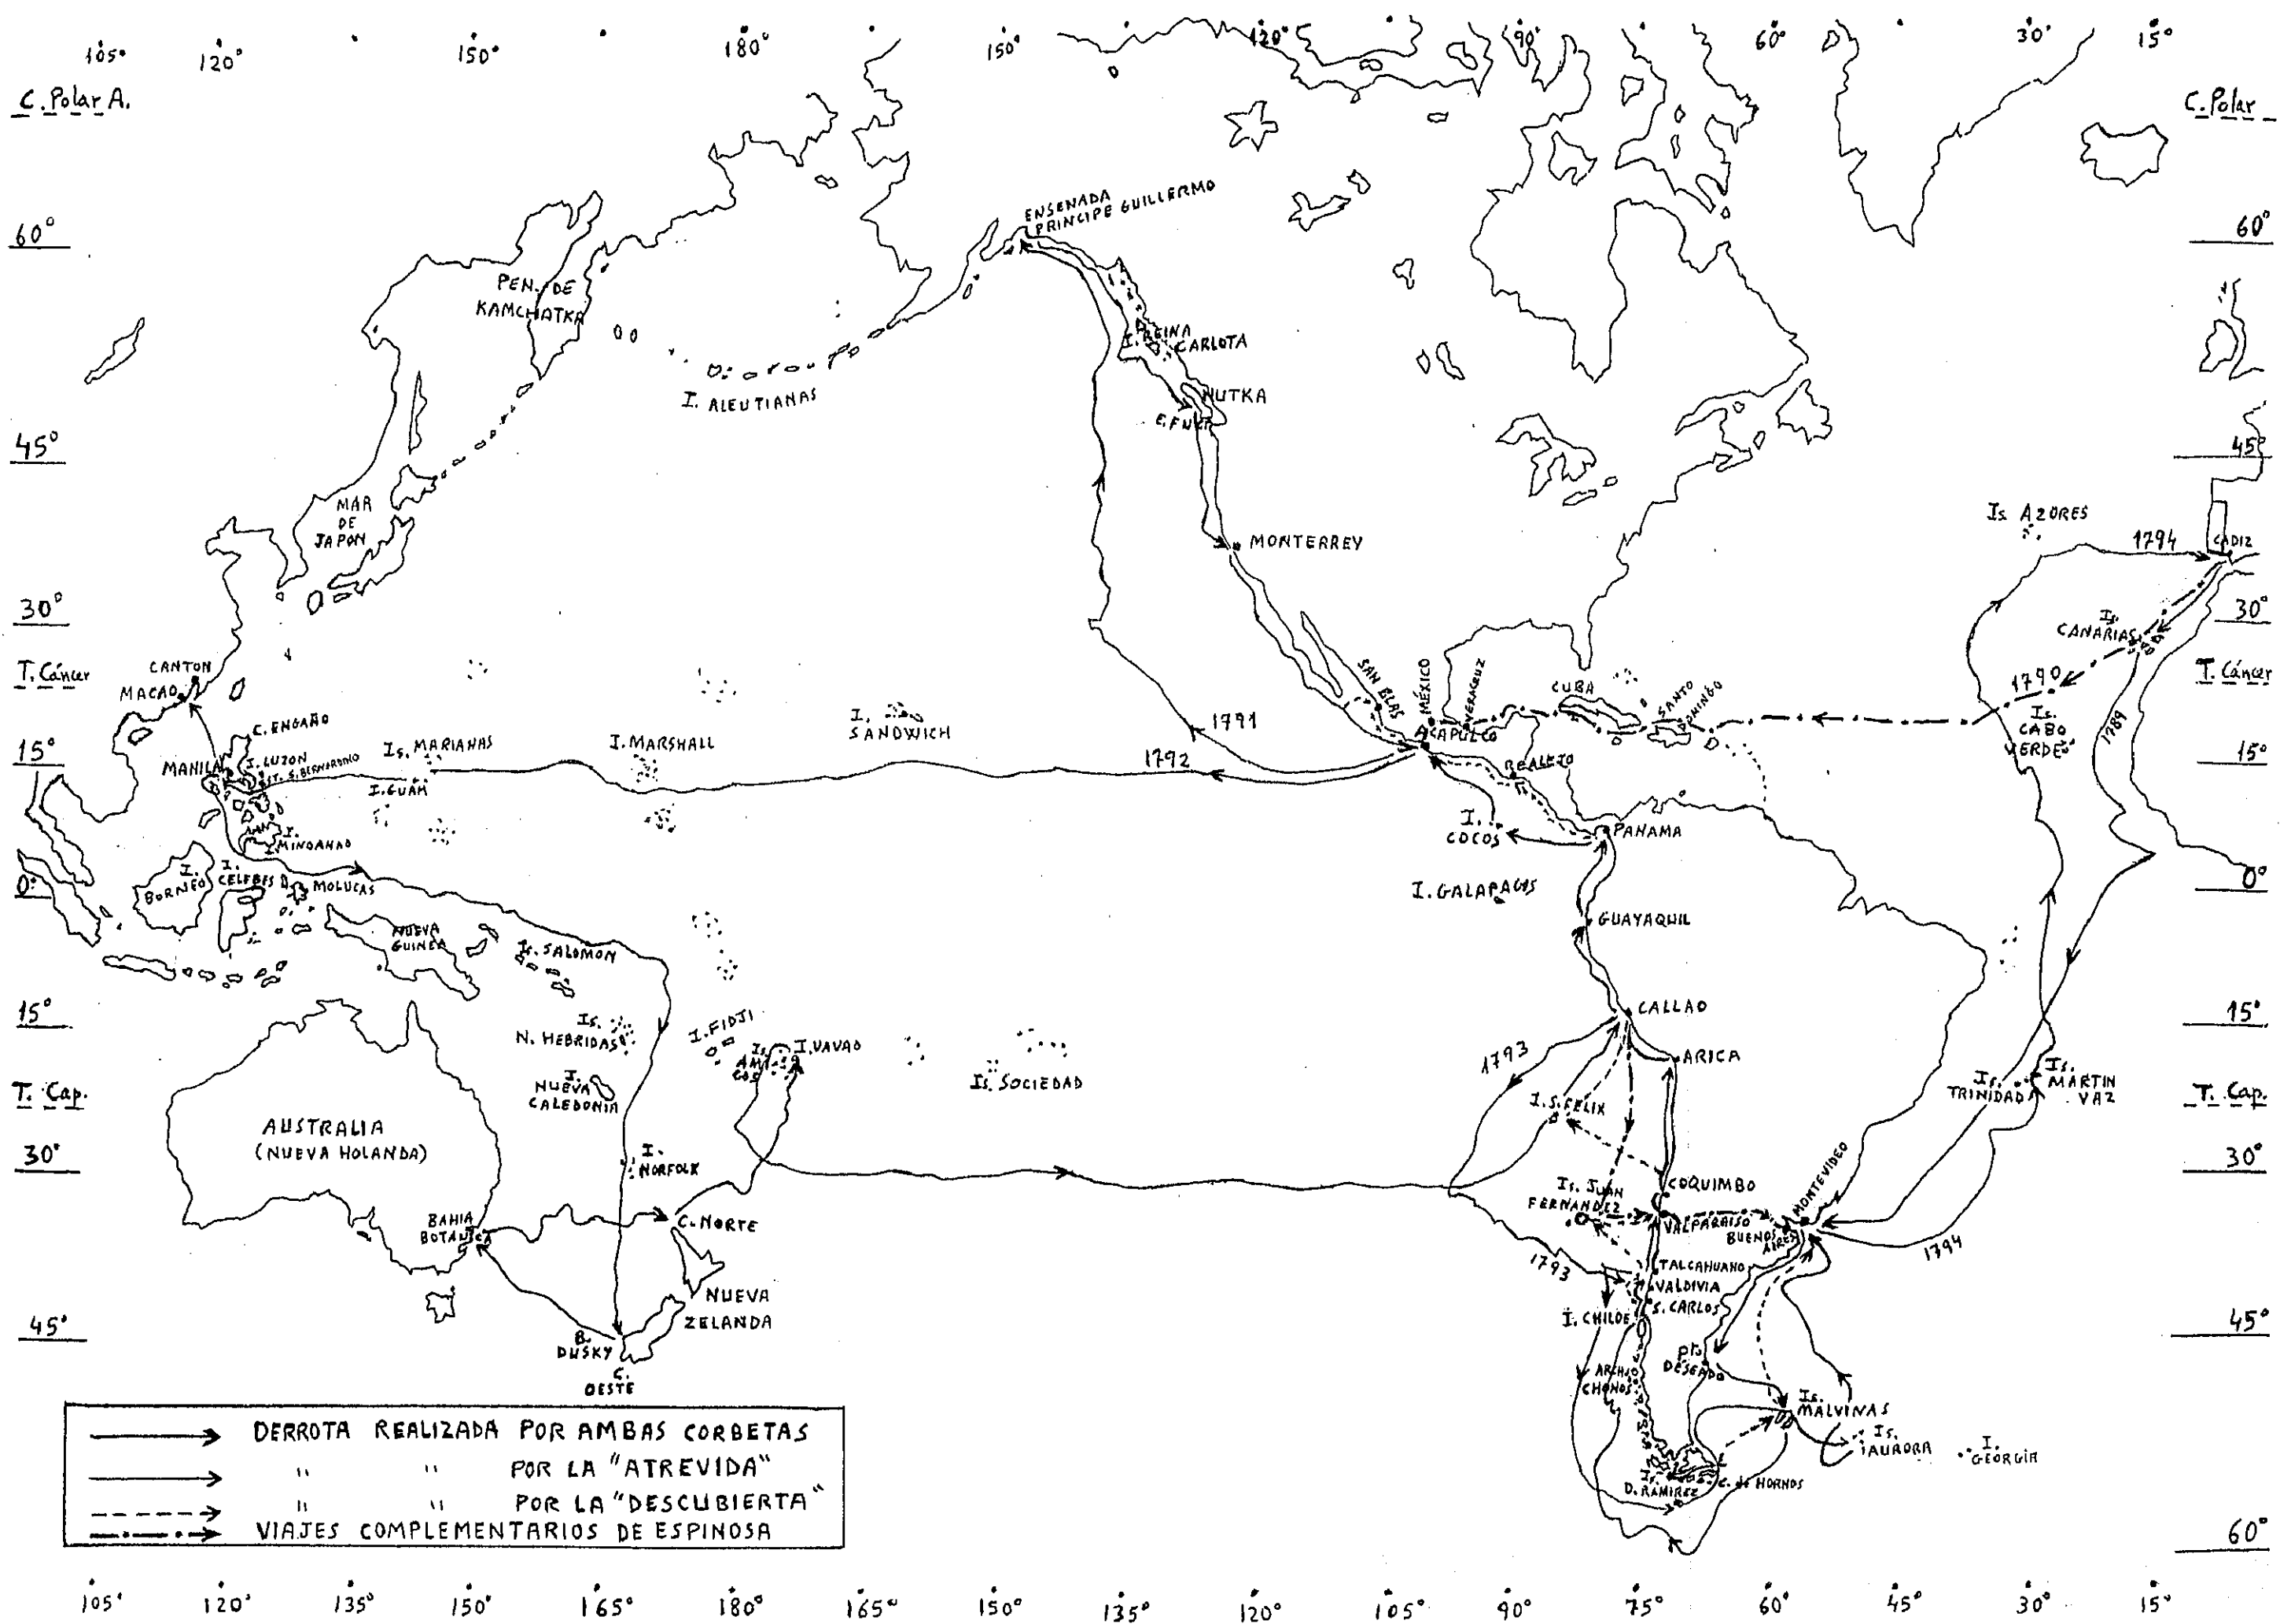 105° 120° 150° 180° 150° 120° 90° 60° 30° 15°
C. Polar A.
C. Polar
60°
60°
45°
45°
30°
30°
T. Cáncer
T. Cáncer
15°
15°
0°
0°
15°
15°
T. Cap.
T. Cap.
30°
30°
45°
45°
60°
ENSENADA
PRINCIPE GUILLERMO
PEN. DE
KAMCHATKA
I. REINA
CARLOTA
I. ALEUTIANAS
NUTKA
MAR
DE
JAPON
MONTERREY
Is. AZORES
1794
CADIZ
Is.
CANARIAS
1790
1789
Is.
CABO
VERDE
CANTON
MACAO
C. ENGAÑO
I. LUZON
ST. S. BERNARDINO
MANILA
Is. MARIANAS
I. GUAM
I. MARSHALL
I.
SANDWICH
1791
1792
SAN BLAS
MÉXICO
VERACRUZ
ACAPULCO
CUBA
SANTO
DOMINGO
REALEJO
I.
COCOS
PANAMA
I.
MINDANAO
I.
BORNEO
I.
CELEBES
MOLUCAS
I. GALAPAGOS
GUAYAQUIL
NUEVA
GUINEA
Is. SALOMON
CALLAO
Is.
N. HEBRIDAS
I. FIDJI
Is.
AMIGOS
I. VAVAO
Is. SOCIEDAD
1793
ARICA
I.
NUEVA
CALEDONIA
Is.
TRINIDAD
Is.
MARTIN
VAZ
AUSTRALIA
(NUEVA HOLANDA)
I. S. FELIX
I.
NORFOLK
Is. JUAN
FERNANDEZ
COQUIMBO
VALPARAISO
MONTEVIDEO
BUENOS
AIRES
BAHIA
BOTANICA
C. NORTE
1794
1793
TALCAHUANO
VALDIVIA
S. CARLOS
I. CHILOE
NUEVA
ZELANDA
B.
DUSKY
C.
OESTE
Pto.
DESEADO
ARCHIP.
CHONOS
Is.
MALVINAS
Is.
AURORA
I.
GEORGIA
Is.
D. RAMIREZ
C. de HORNOS
DERROTA REALIZADA POR AMBAS CORBETAS
" " POR LA "ATREVIDA"
" " POR LA "DESCUBIERTA"
VIAJES COMPLEMENTARIOS DE ESPINOSA
105° 120° 135° 150° 165° 180° 165° 150° 135° 120° 105° 90° 75° 60° 45° 30° 15°